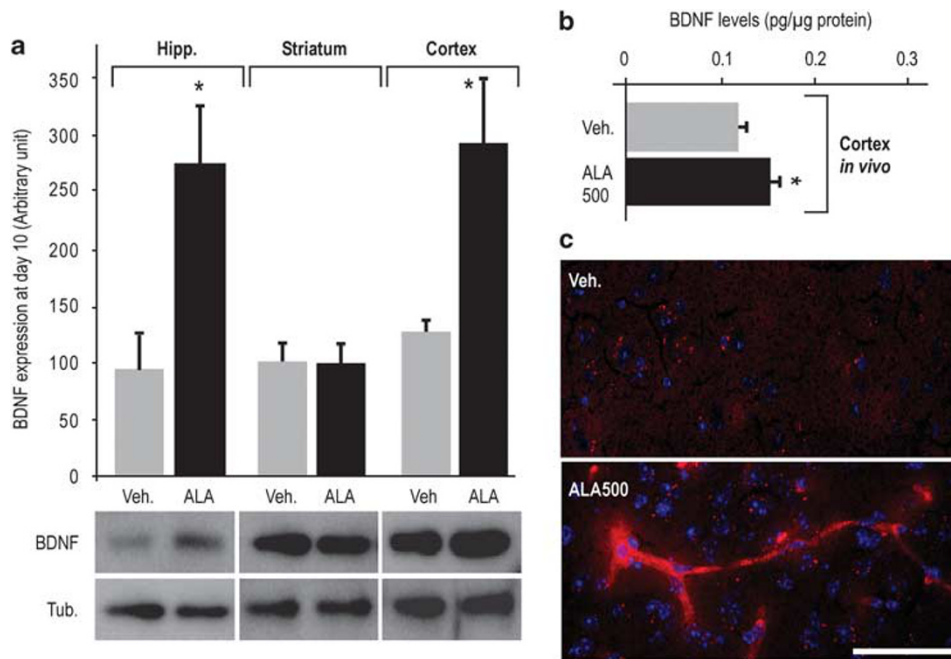 a
Hipp. Striatum Cortex
BDNF expression at day 10 (Arbitrary unit)
350
300
250
200
150
100
50
0
* *
Veh. ALA Veh. ALA Veh ALA
BDNF
Tub.
b
BDNF levels (pg/µg protein)
0 0.1 0.2 0.3
Veh.
ALA
500
*
Cortex
in vivo
c
Veh.
ALA500